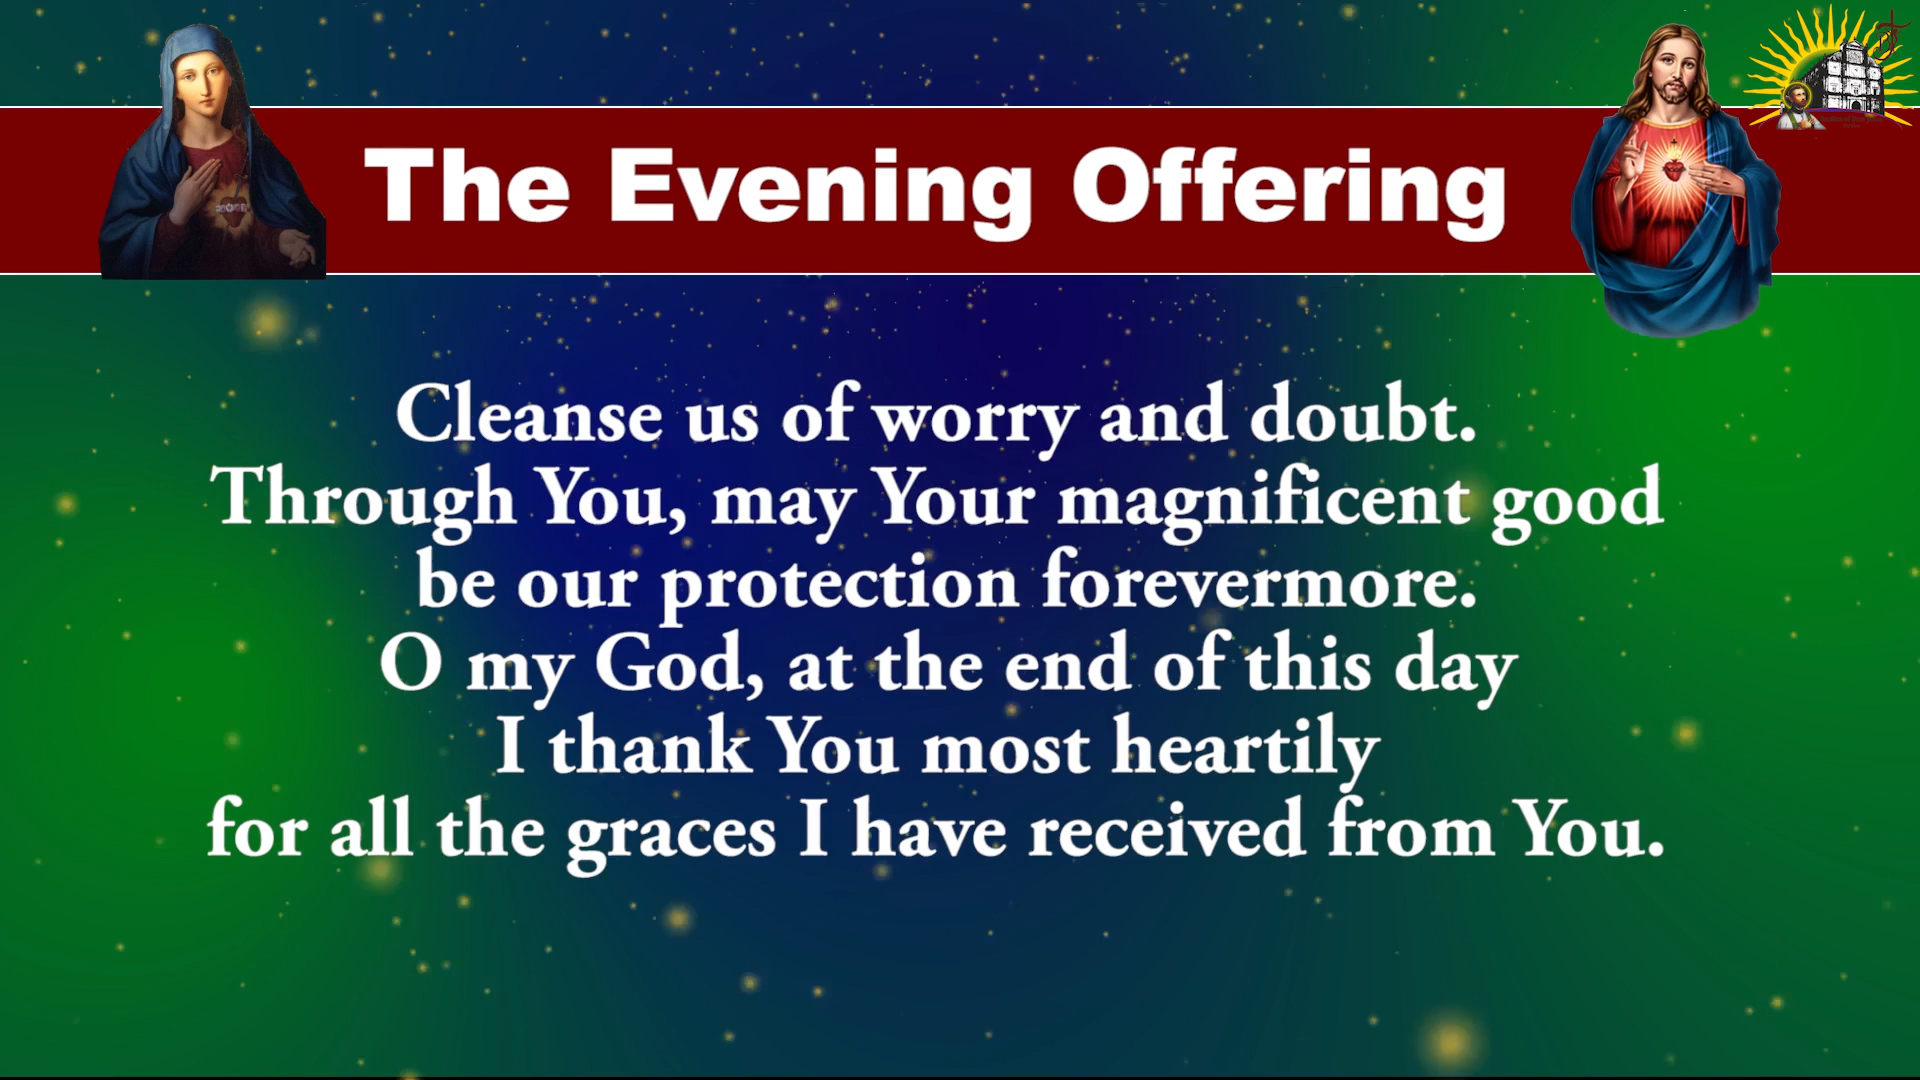 The Evening Offering
Cleanse us of worry and doubt.
Through You, may Your magnificent good
be our protection forevermore.
O my God, at the end of this day
I thank You most heartily
for all the graces I have received from You.